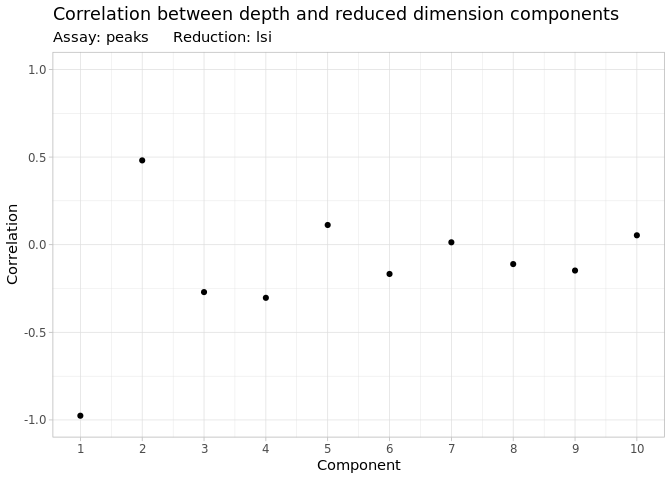 Correlation between depth and reduced dimension components
Assay: peaks Reduction: lsi
1.0
0.5
0.0
-0.5
-1.0
Correlation
1 2 3 4 5 6 7 8 9 10
Component